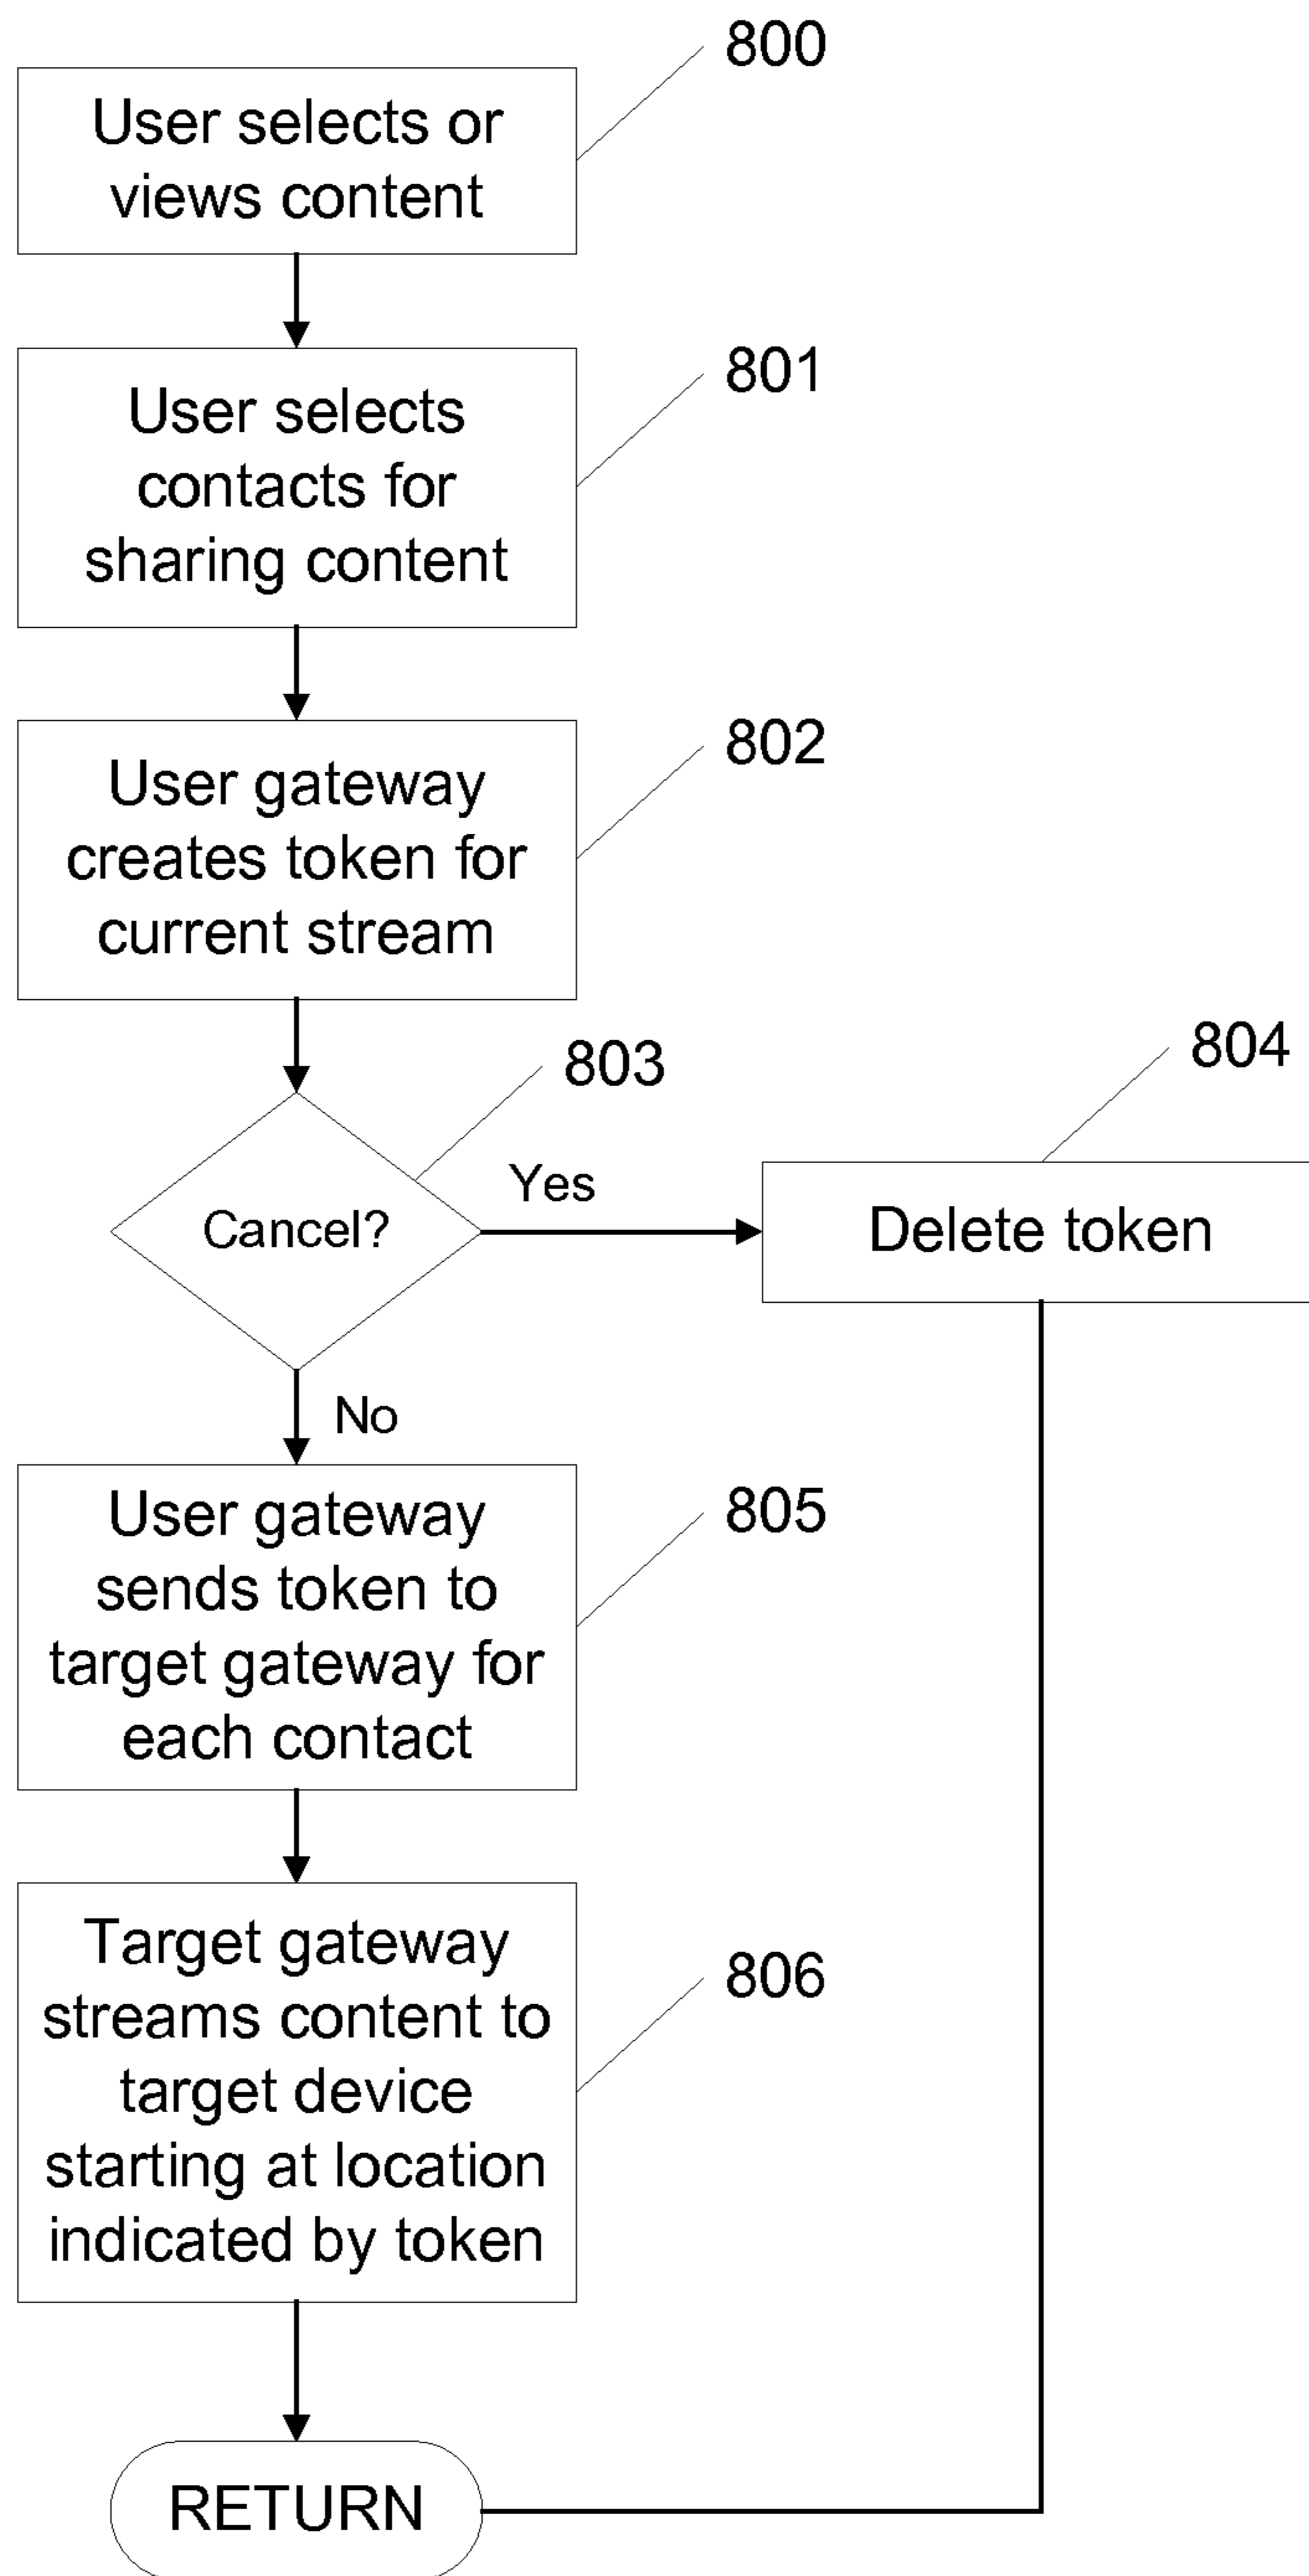 800
User selects or
views content
801
User selects
contacts for
sharing content
802
User gateway
creates token for
current stream
803
804
Yes
Cancel?
Delete token
No
805
User gateway
sends token to
target gateway for
each contact
806
Target gateway
streams content to
target device
starting at location
indicated by token
RETURN